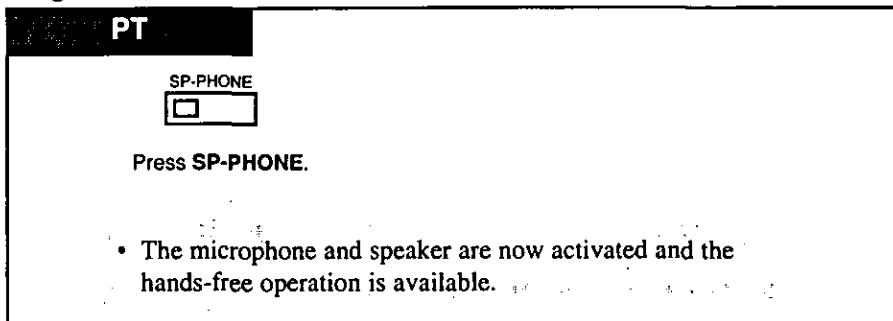 PT
SP-PHONE
Press SP-PHONE.
• The microphone and speaker are now activated and the
hands-free operation is available.